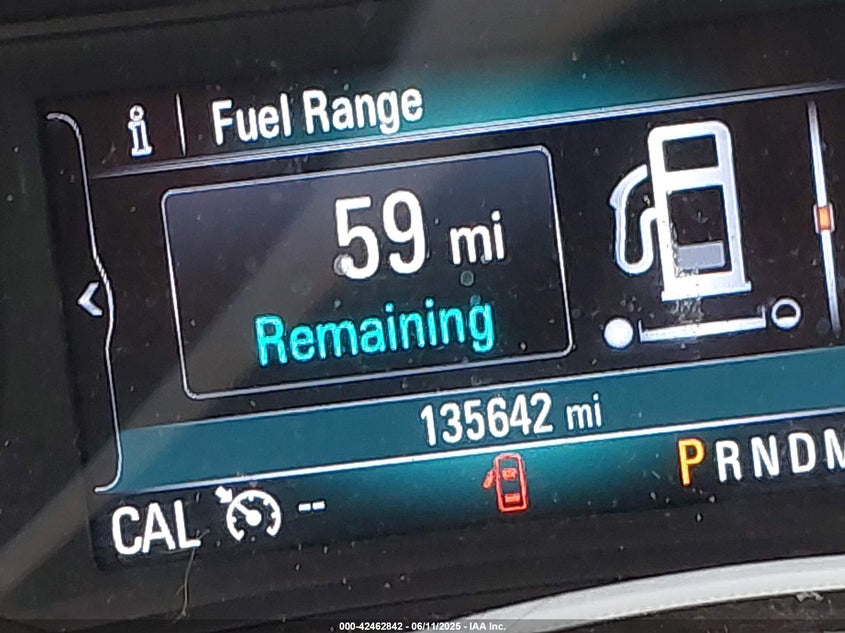 i | Fuel Range
59 mi
Remaining
135642 mi
PRNDM
CAL --
000-42462842 - 06/11/2025 - IAA Inc.